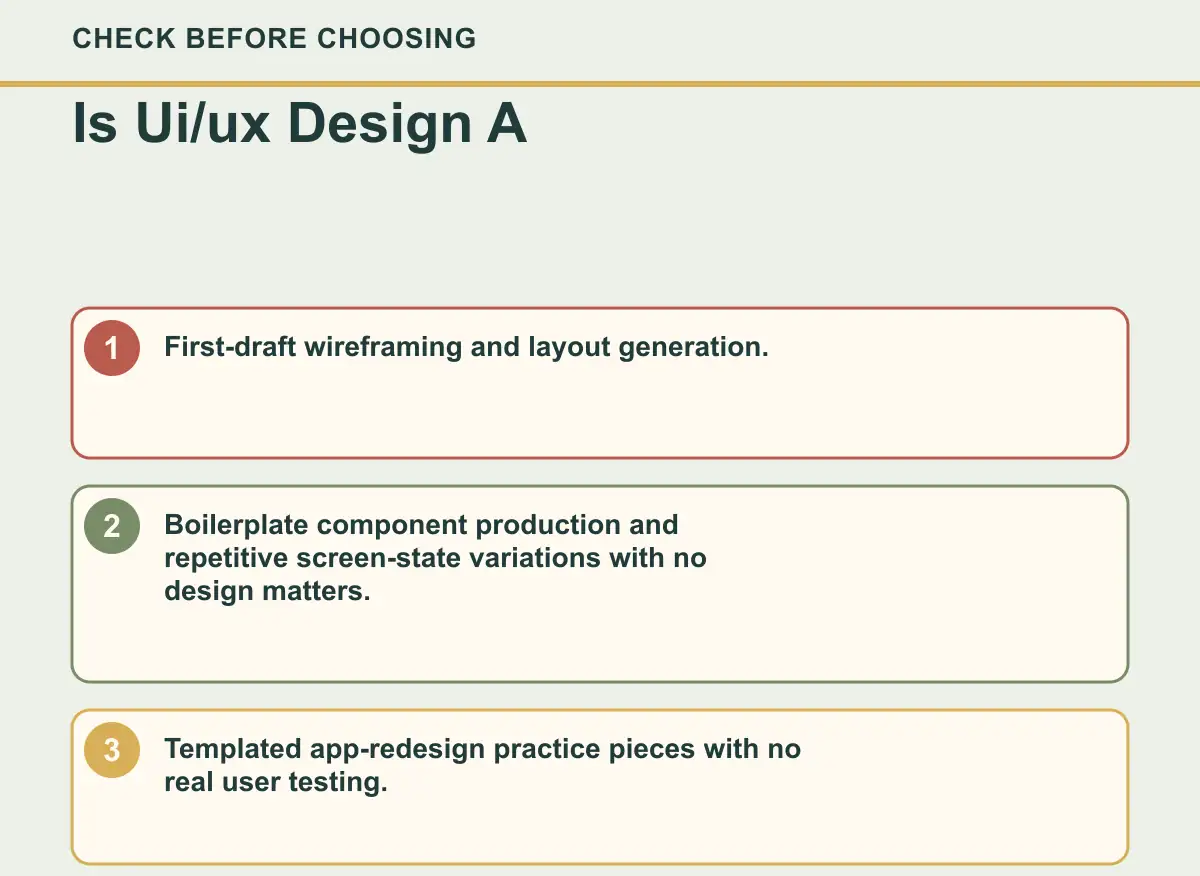 CHECK BEFORE CHOOSING
Is Ui/ux Design A
1
First-draft wireframing and layout generation.
2
Boilerplate component production and
repetitive screen-state variations with no
design matters.
3
Templated app-redesign practice pieces with no
real user testing.